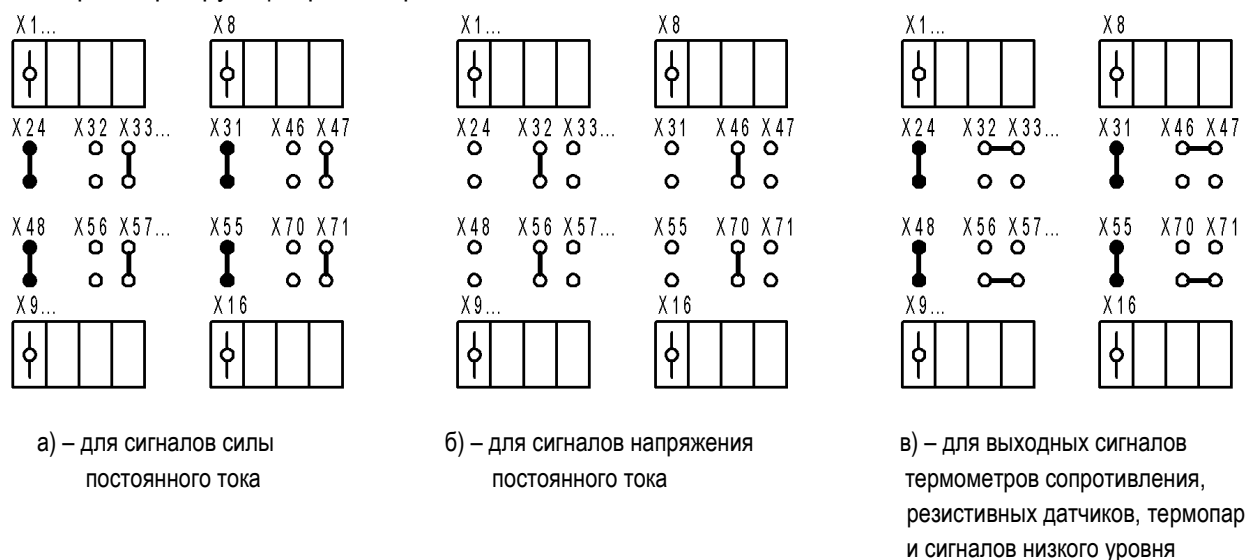 X1... X8 X1... X8 X1... X8
X24 X32 X33... X31 X46 X47 X24 X32 X33... X31 X46 X47 X24 X32 X33... X31 X46 X47
X48 X56 X57... X55 X70 X71 X48 X56 X57... X55 X70 X71 X48 X56 X57... X55 X70 X71
X9... X16 X9... X16 X9... X16
а) – для сигналов силы
постоянного тока
б) – для сигналов напряжения
постоянного тока
в) – для выходных сигналов
термометров сопротивления,
резистивных датчиков, термопар
и сигналов низкого уровня